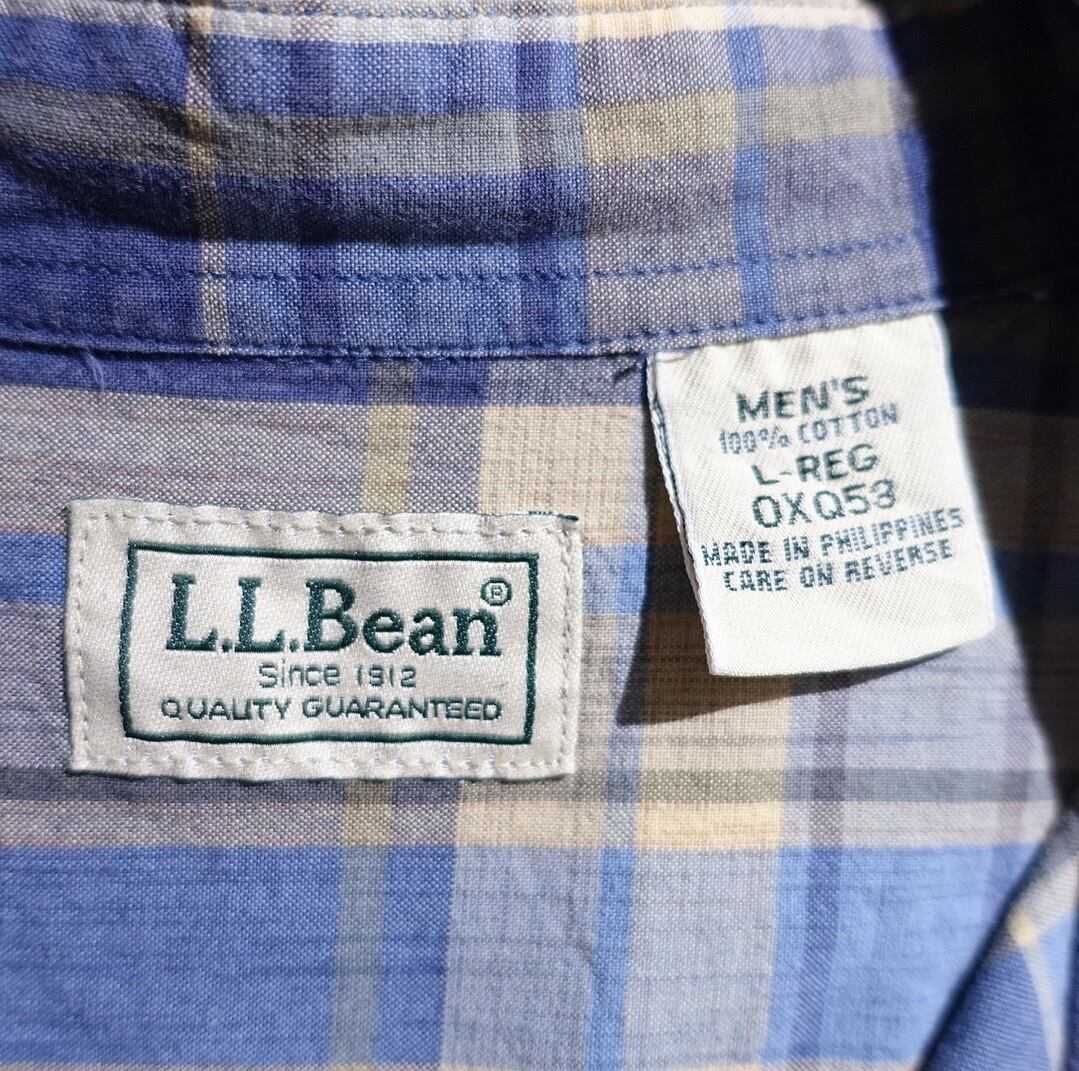 L.L.Bean®
Since 1912
QUALITY GUARANTEED
MEN'S
100% COTTON
L-REG
0XQ53
MADE IN PHILIPPINES
CARE ON REVERSE